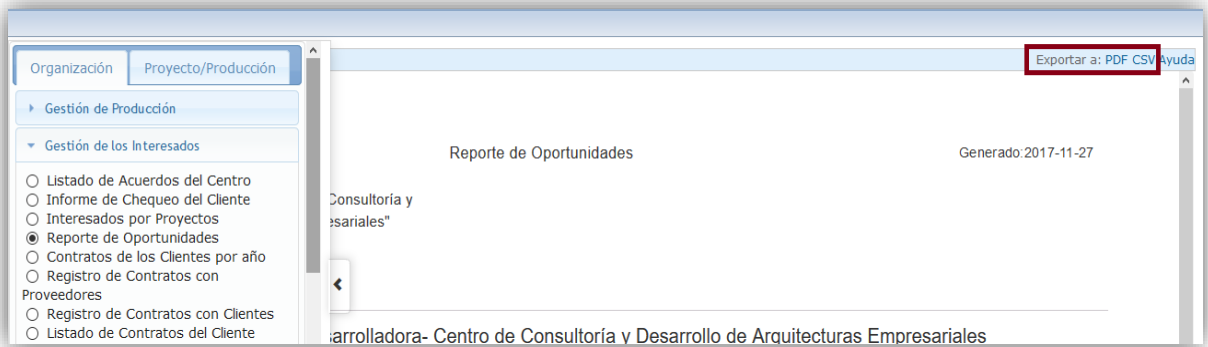 Organización Proyecto/Producción
Exportar a: PDF CSV Ayuda
Gestión de Producción
Gestión de los Interesados
Listado de Acuerdos del Centro
Informe de Chequeo del Cliente
Interesados por Proyectos
Reporte de Oportunidades
Contratos de los Clientes por año
Registro de Contratos con
Proveedores
Registro de Contratos con Clientes
Listado de Contratos del Cliente
Reporte de Oportunidades
Generado:2017-11-27
Consultoría y
esariales"
sarrolladora- Centro de Consultoría y Desarrollo de Arquitecturas Empresariales